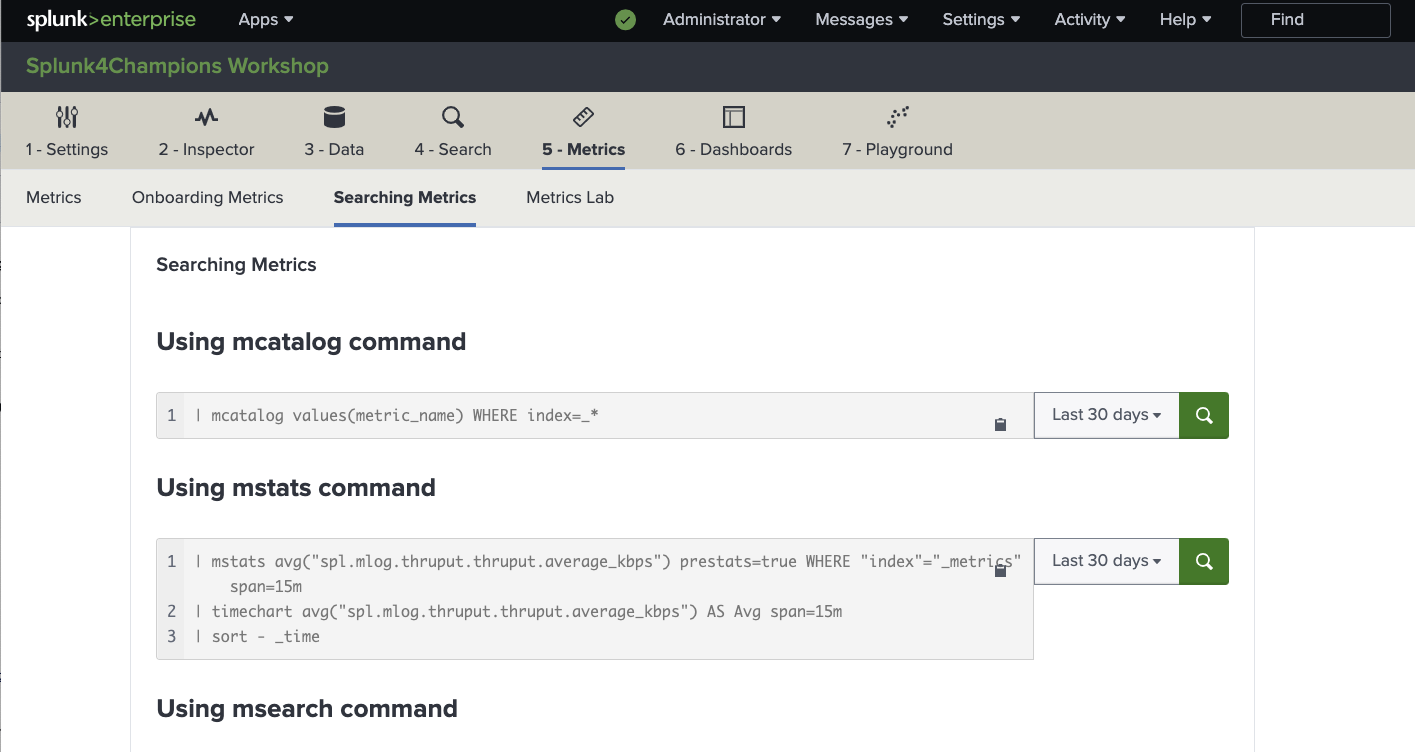 splunk>enterprise Apps Administrator Messages Settings Activity Help Find
Splunk4Champions Workshop
1 - Settings 2 - Inspector 3 - Data 4 - Search 5 - Metrics 6 - Dashboards 7 - Playground
Metrics Onboarding Metrics Searching Metrics Metrics Lab
Searching Metrics
Using mcatalog command
1 | mcatalog values(metric_name) WHERE index=_* Last 30 days
Using mstats command
1 | mstats avg("spl.mlog.thruput.thruput.average_kbps") prestats=true WHERE "index"="_metrics" Last 30 days
span=15m
2 | timechart avg("spl.mlog.thruput.thruput.average_kbps") AS Avg span=15m
3 | sort - _time
Using msearch command